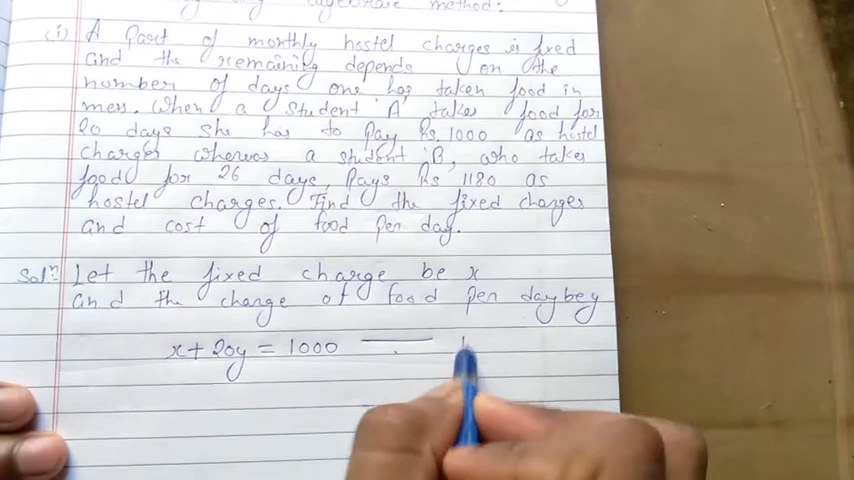 algebraic method:
(i) A part of monthly hostel charges is fixed
and the remaining depends on the
number of days one has taken food in
mess. When a student 'A' takes food for
20 days she has to pay Rs. 1000 as hostel
charges whereas a student 'B', who takes
food for 26 days, pays Rs 1180 as
hostel charges. Find the fixed charges
and cost of food per day.
Solⁿ: Let the fixed charge be x
and the charge of food per day be y
x + 20y = 1000 —— 1